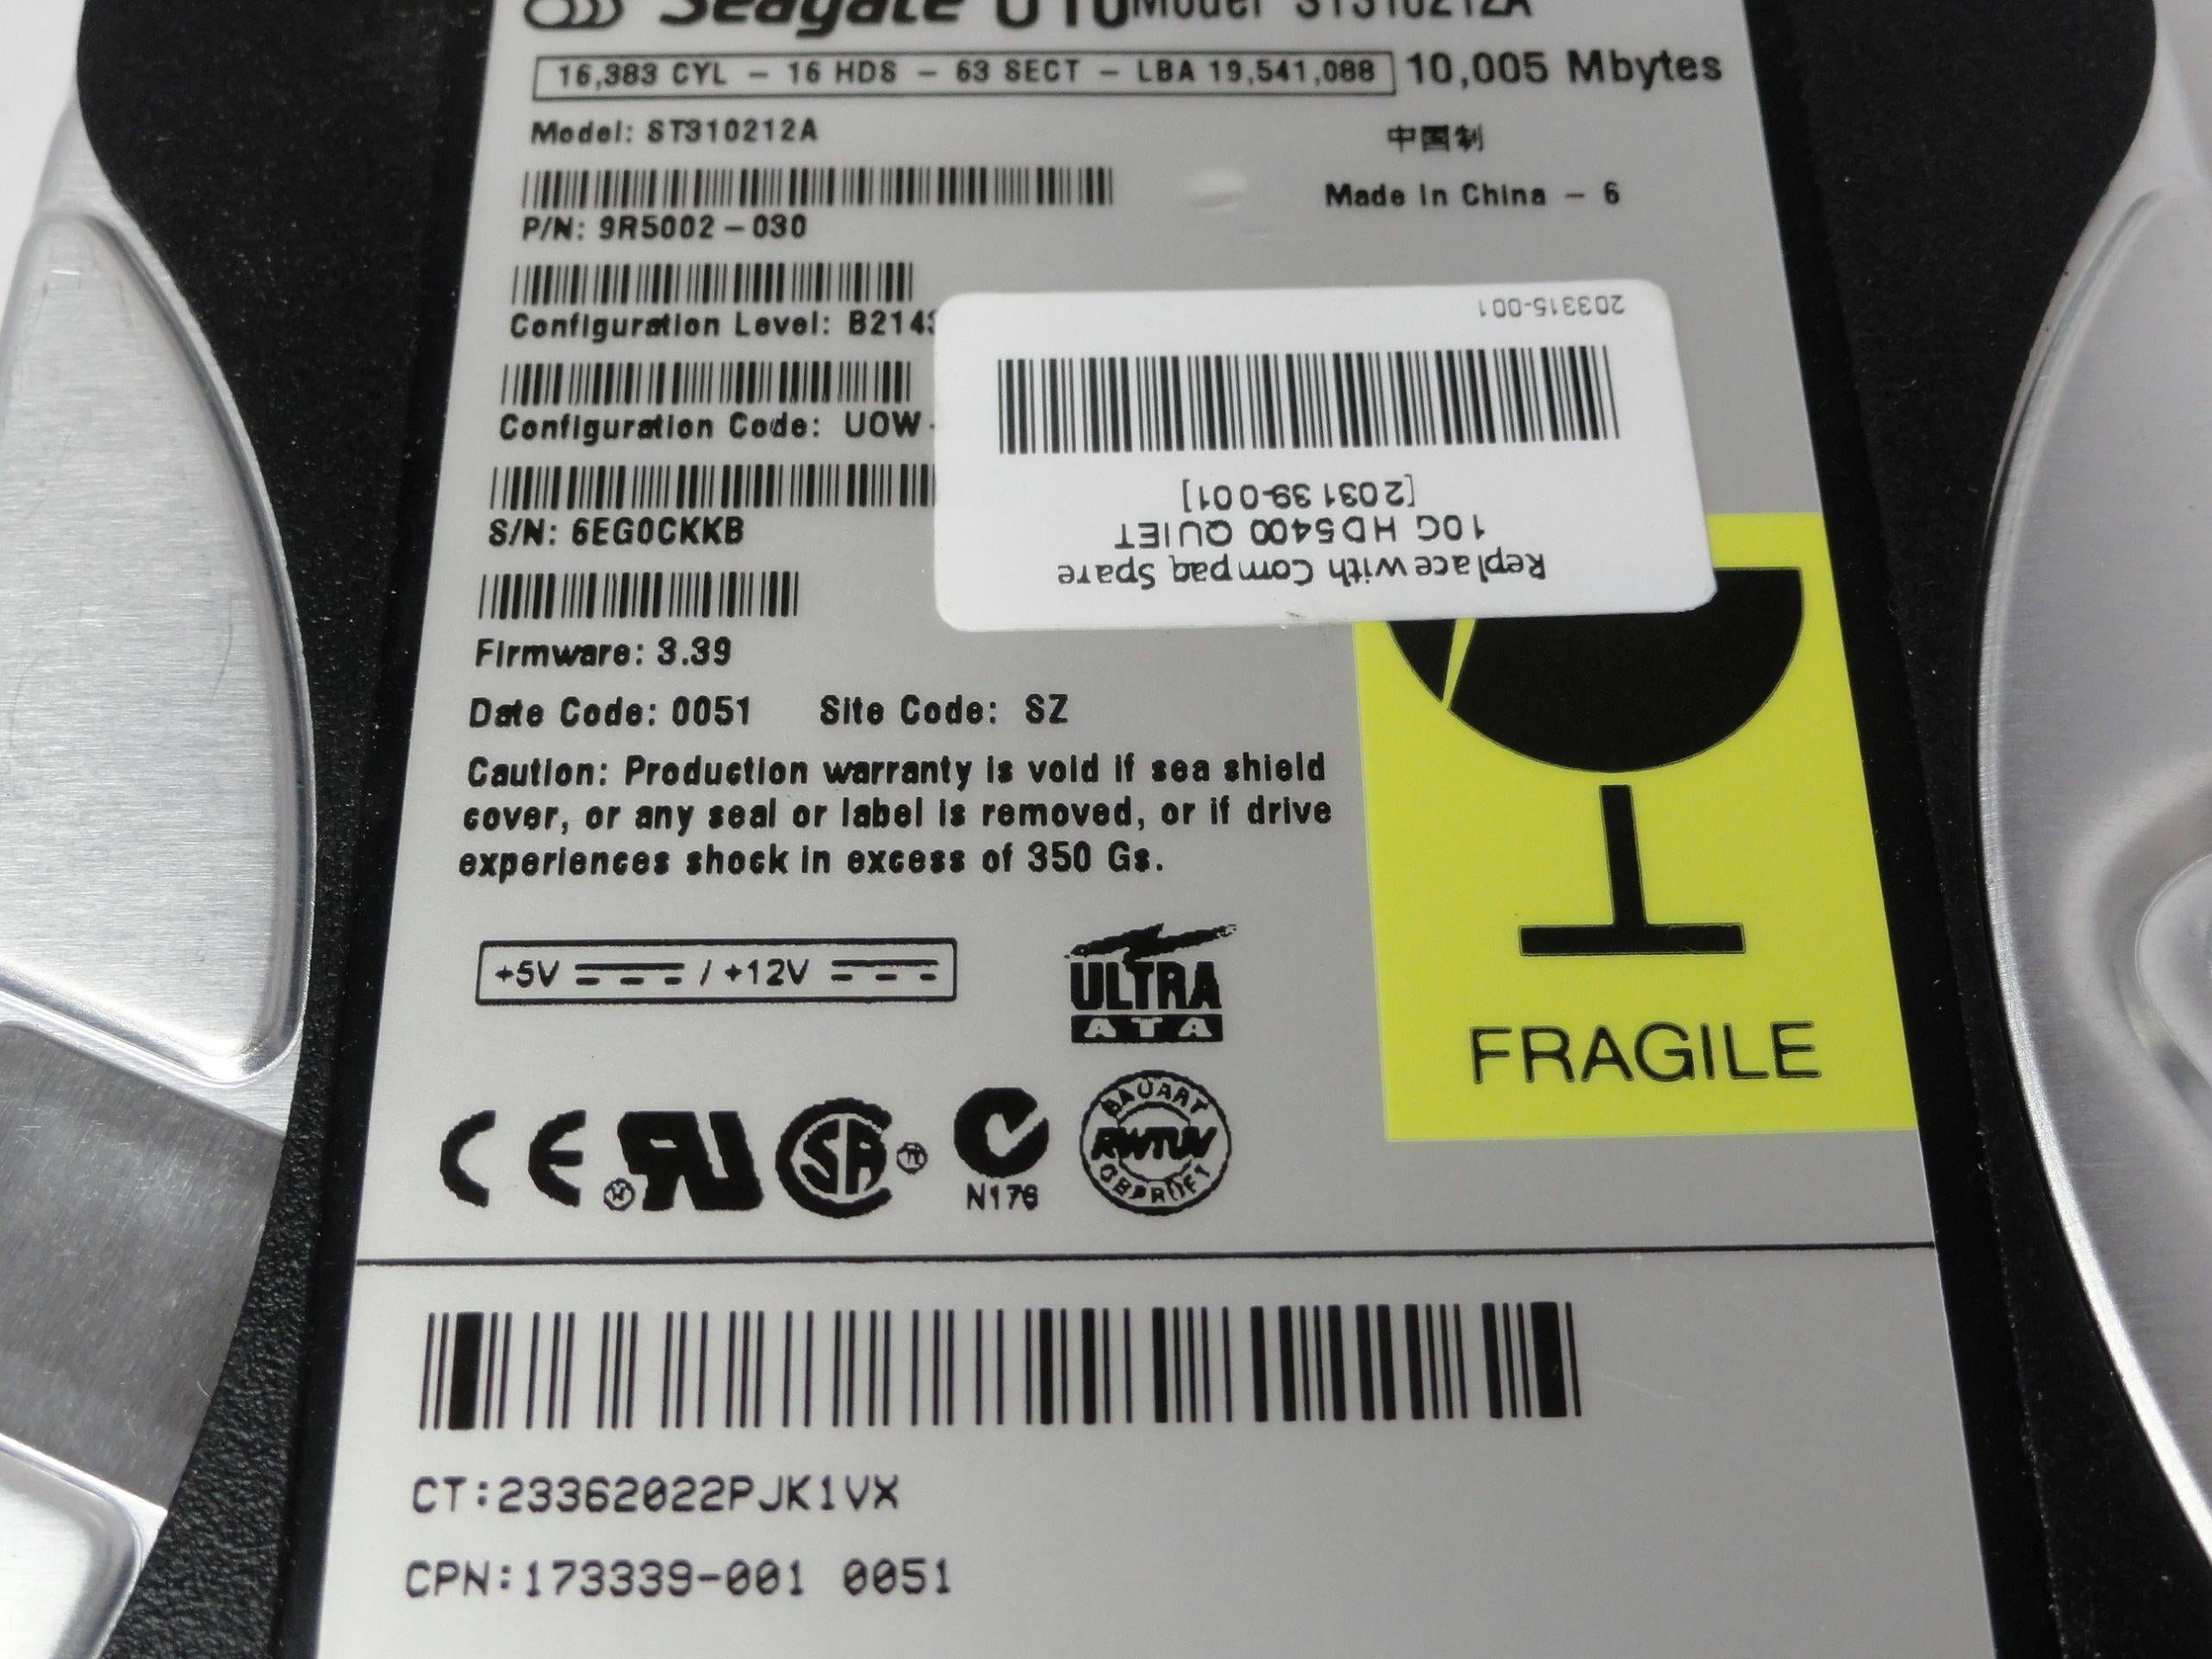 Seagate U10 Model ST310212A
16,383 CYL – 16 HDS – 63 SECT – LBA 19,541,088 10,005 Mbytes
Model: ST310212A
中国制
Made in China – 6
P/N: 9R5002–030
Configuration Level:
Configuration Code: UOW-
S/N: 6EG0CKKB
Firmware: 3.39
Date Code: 0051 Site Code: SZ
Caution: Production warranty is void if sea shield
cover, or any seal or label is removed, or if drive
experiences shock in excess of 350 Gs.
Replace with Compaq Spare
10G HD5400 QUIET
[203139-001]
203315-001
+5V / +12V
ULTRA
ATA
FRAGILE
CE
SA
N176
BAUART
RWTUV
GEPRÜFT
CT:23362022PJK1VX
CPN:173339-001 0051